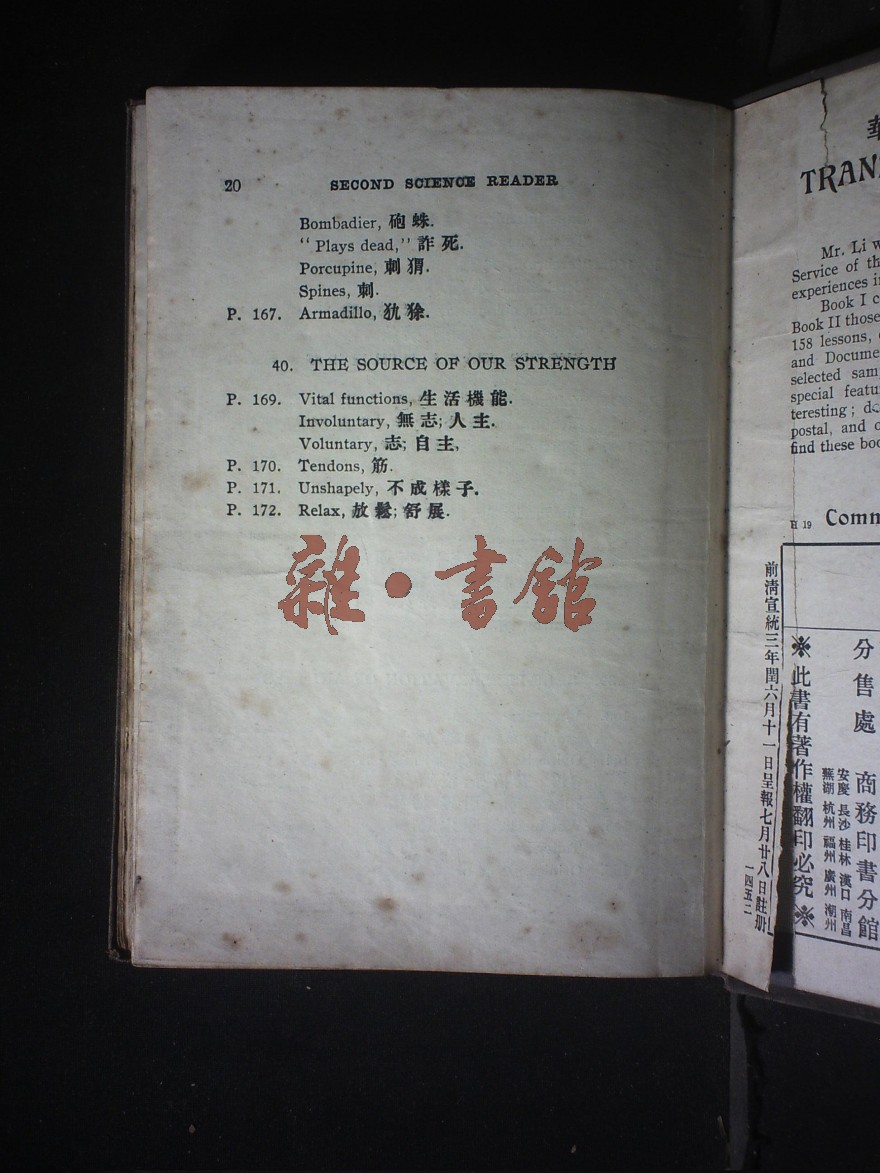 20 SECOND SCIENCE READER
Bombadier, 砲蛛.
“Plays dead,” 詐死.
Porcupine, 刺猬.
Spines, 刺.
P. 167. Armadillo, 犰狳.
40. THE SOURCE OF OUR STRENGTH
P. 169. Vital functions, 生活機能.
Involuntary, 無志; 人主.
Voluntary, 志; 自主,
P. 170. Tendons, 筋.
P. 171. Unshapely, 不成樣子.
P. 172. Relax, 放鬆; 舒展.
雜•書館
TRAN
Mr. Li
Service of
experiences
Book I
Book II those
158 lessons,
and
selected
special
postal, and
find these
H 19 Comm
分售處 商務印書分館
安慶 長沙 桂林 漢口 南昌
蕪湖 杭州 福州 廣州 潮州
※此書有著作權翻印必究※
前清宣統三年閏六月十一日呈報七月廿八日註册
一四五二